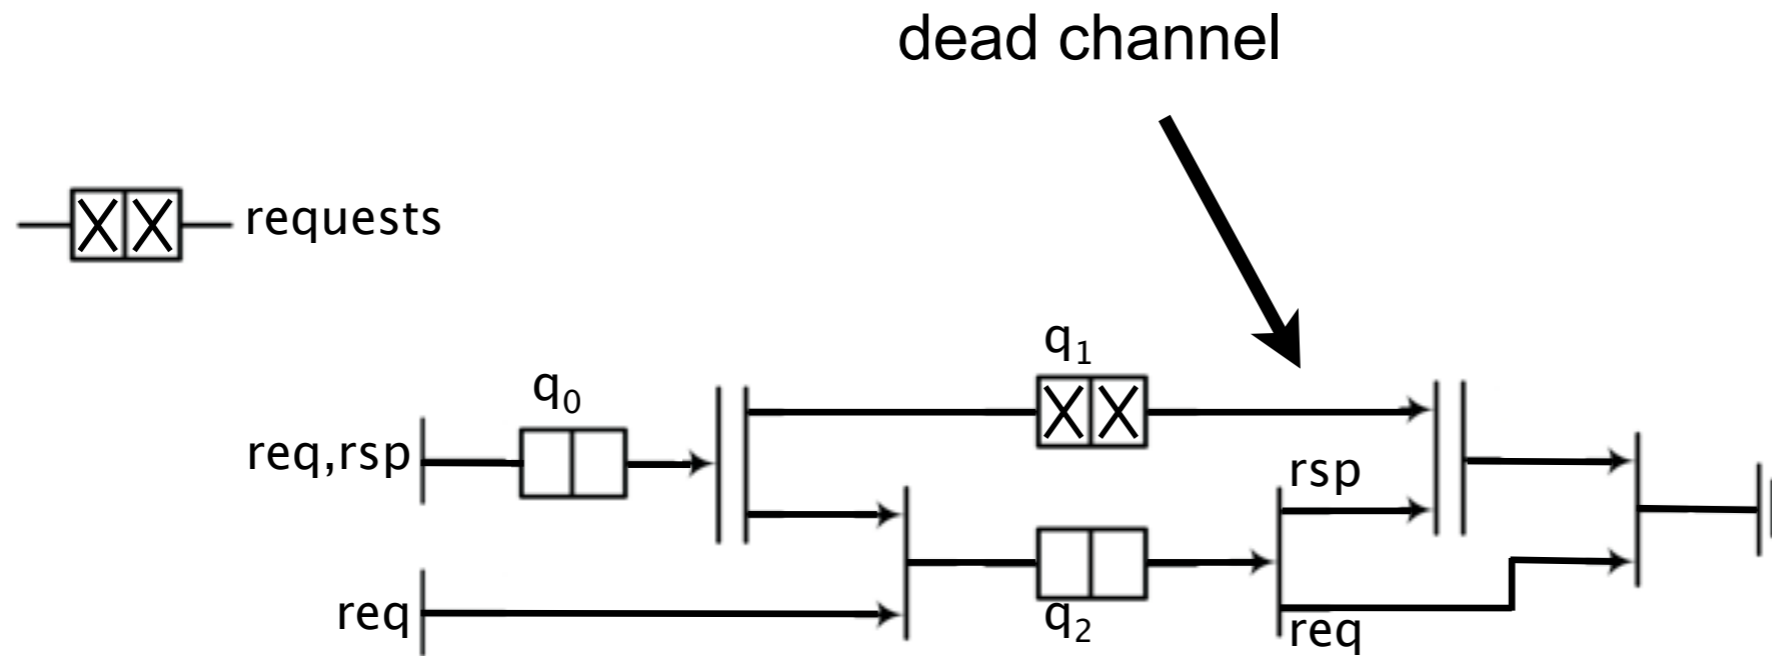 dead channel
requests
q1
q0
req,rsp
rsp
req
q2
req